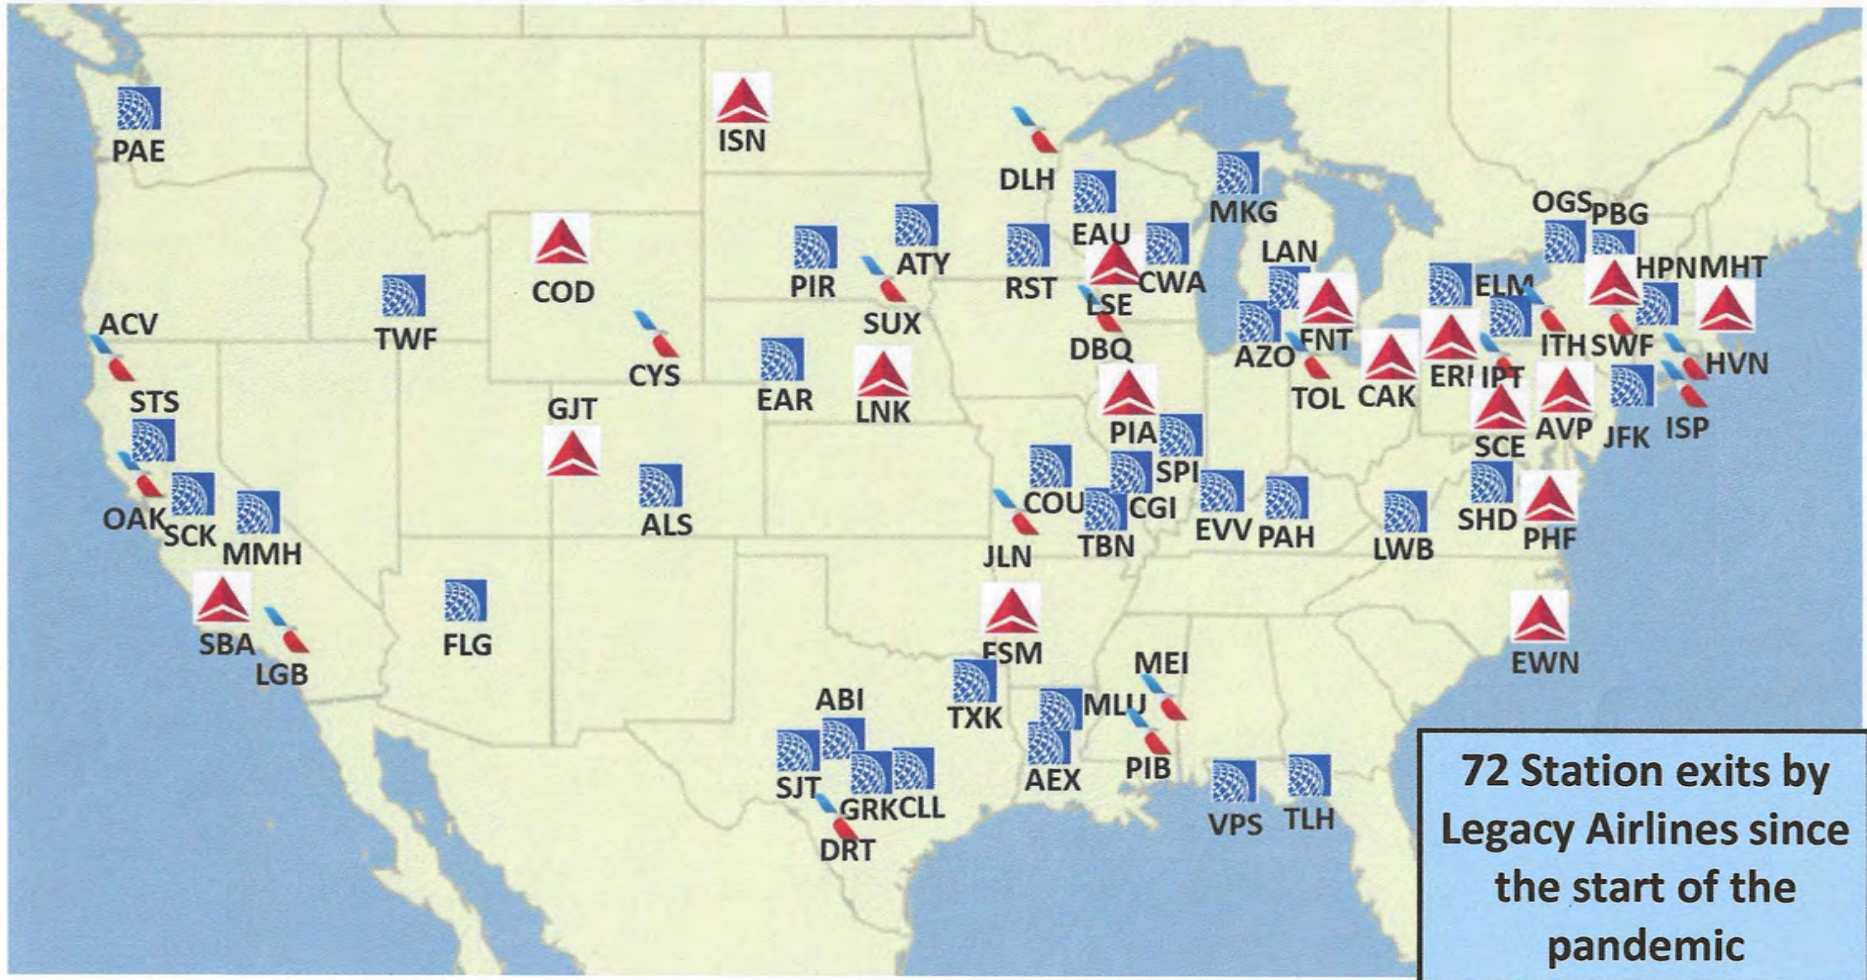 PAE
ISN
DLH
MKG
OGS
PBG
COD
PIR
ATY
EAU
RST
LSE
CWA
LAN
ELM
HPN
MHT
TWF
SUX
ACV
CYS
DBQ
AZO
FNT
TOL
CAK
ERI
IPT
ITH
SWF
HVN
STS
GJT
EAR
LNK
PIA
SCE
AVP
JFK
ISP
OAK
SCK
MMH
ALS
JLN
COU
SPI
CGI
TBN
EVV
PAH
LWB
SHD
PHF
SBA
LGB
FLG
FSM
EWN
ABI
TXK
MEI
MLU
SJT
GRK
CLL
AEX
PIB
DRT
VPS
TLH
72 Station exits by
Legacy Airlines since
the start of the
pandemic